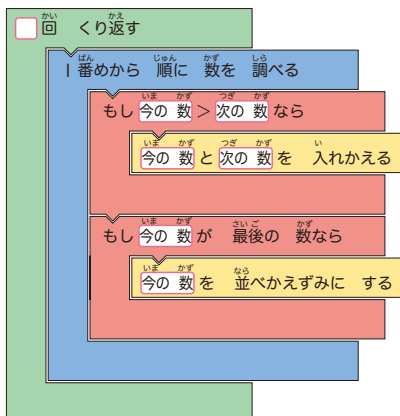 回 くり返す
1番めから 順に 数を 調べる
もし 今の 数 > 次の 数 なら
今の 数 と 次の 数 を 入れかえる
もし 今の 数 が 最後の 数なら
今の 数 を 並べかえずみに する